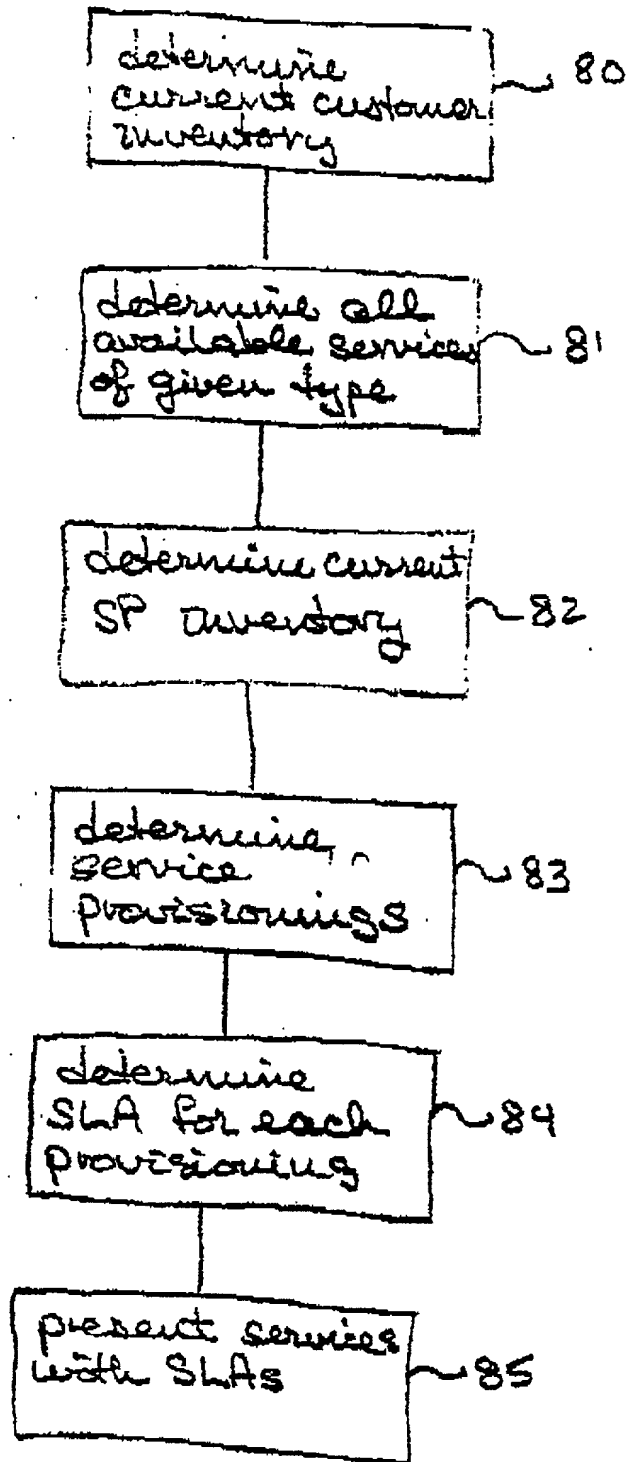 determine
current customer
inventory
80
determine all
available services
of given type
81
determine current
SP inventory
82
determine
service
provisionings
83
determine
SLA for each
provisioning
84
present services
with SLAs
85